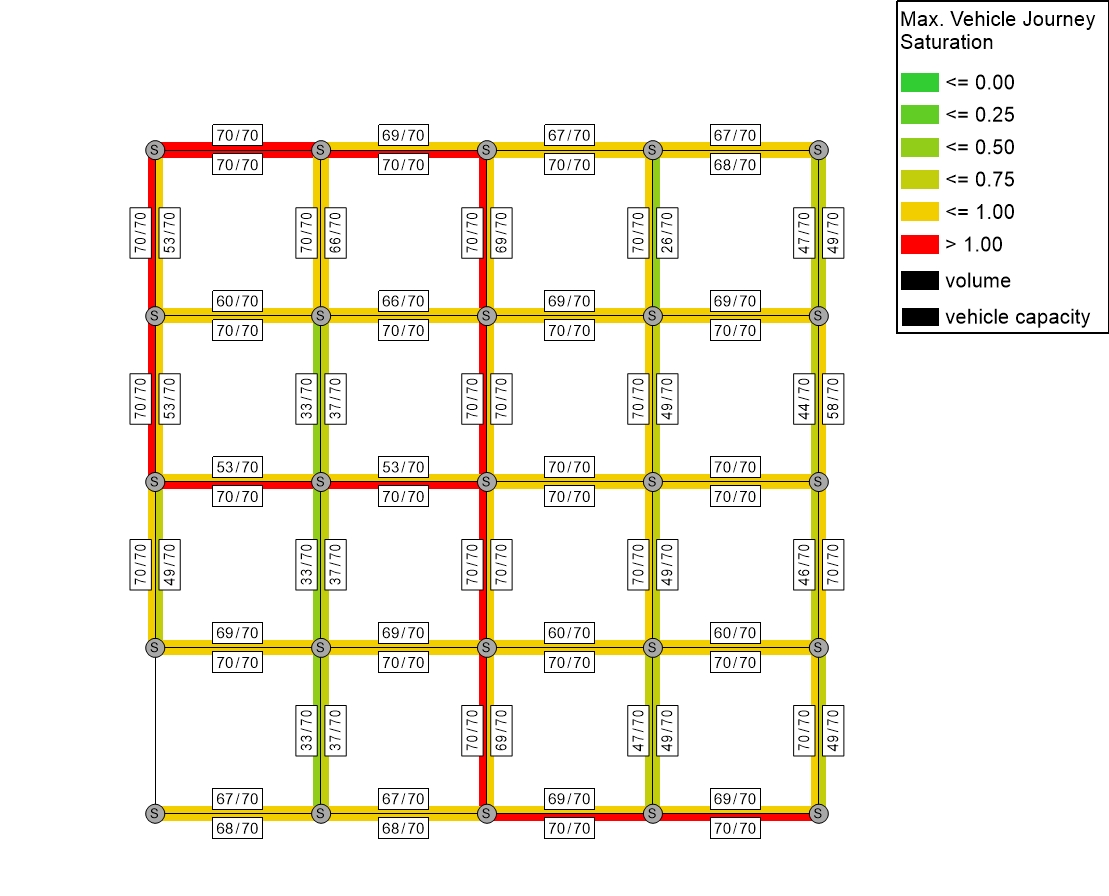 Max. Vehicle Journey
Saturation
<= 0.00
<= 0.25
<= 0.50
<= 0.75
<= 1.00
> 1.00
volume
vehicle capacity
70/70 69/70 67/70 67/70
S S S S S
70/70 70/70 70/70 68/70
70/70 53/70 70/70 66/70 70/70 69/70 70/70 26/70 47/70 49/70
60/70 66/70 69/70 69/70
S S S S S
70/70 70/70 70/70 70/70
70/70 53/70 33/70 37/70 70/70 70/70 70/70 49/70 44/70 58/70
53/70 53/70 70/70 70/70
S S S S S
70/70 70/70 70/70 70/70
70/70 49/70 33/70 37/70 70/70 70/70 70/70 49/70 46/70 70/70
69/70 69/70 60/70 60/70
S S S S S
70/70 70/70 70/70 70/70
33/70 37/70 70/70 69/70 47/70 49/70 70/70 49/70
67/70 67/70 69/70 69/70
S S S S S
68/70 68/70 70/70 70/70